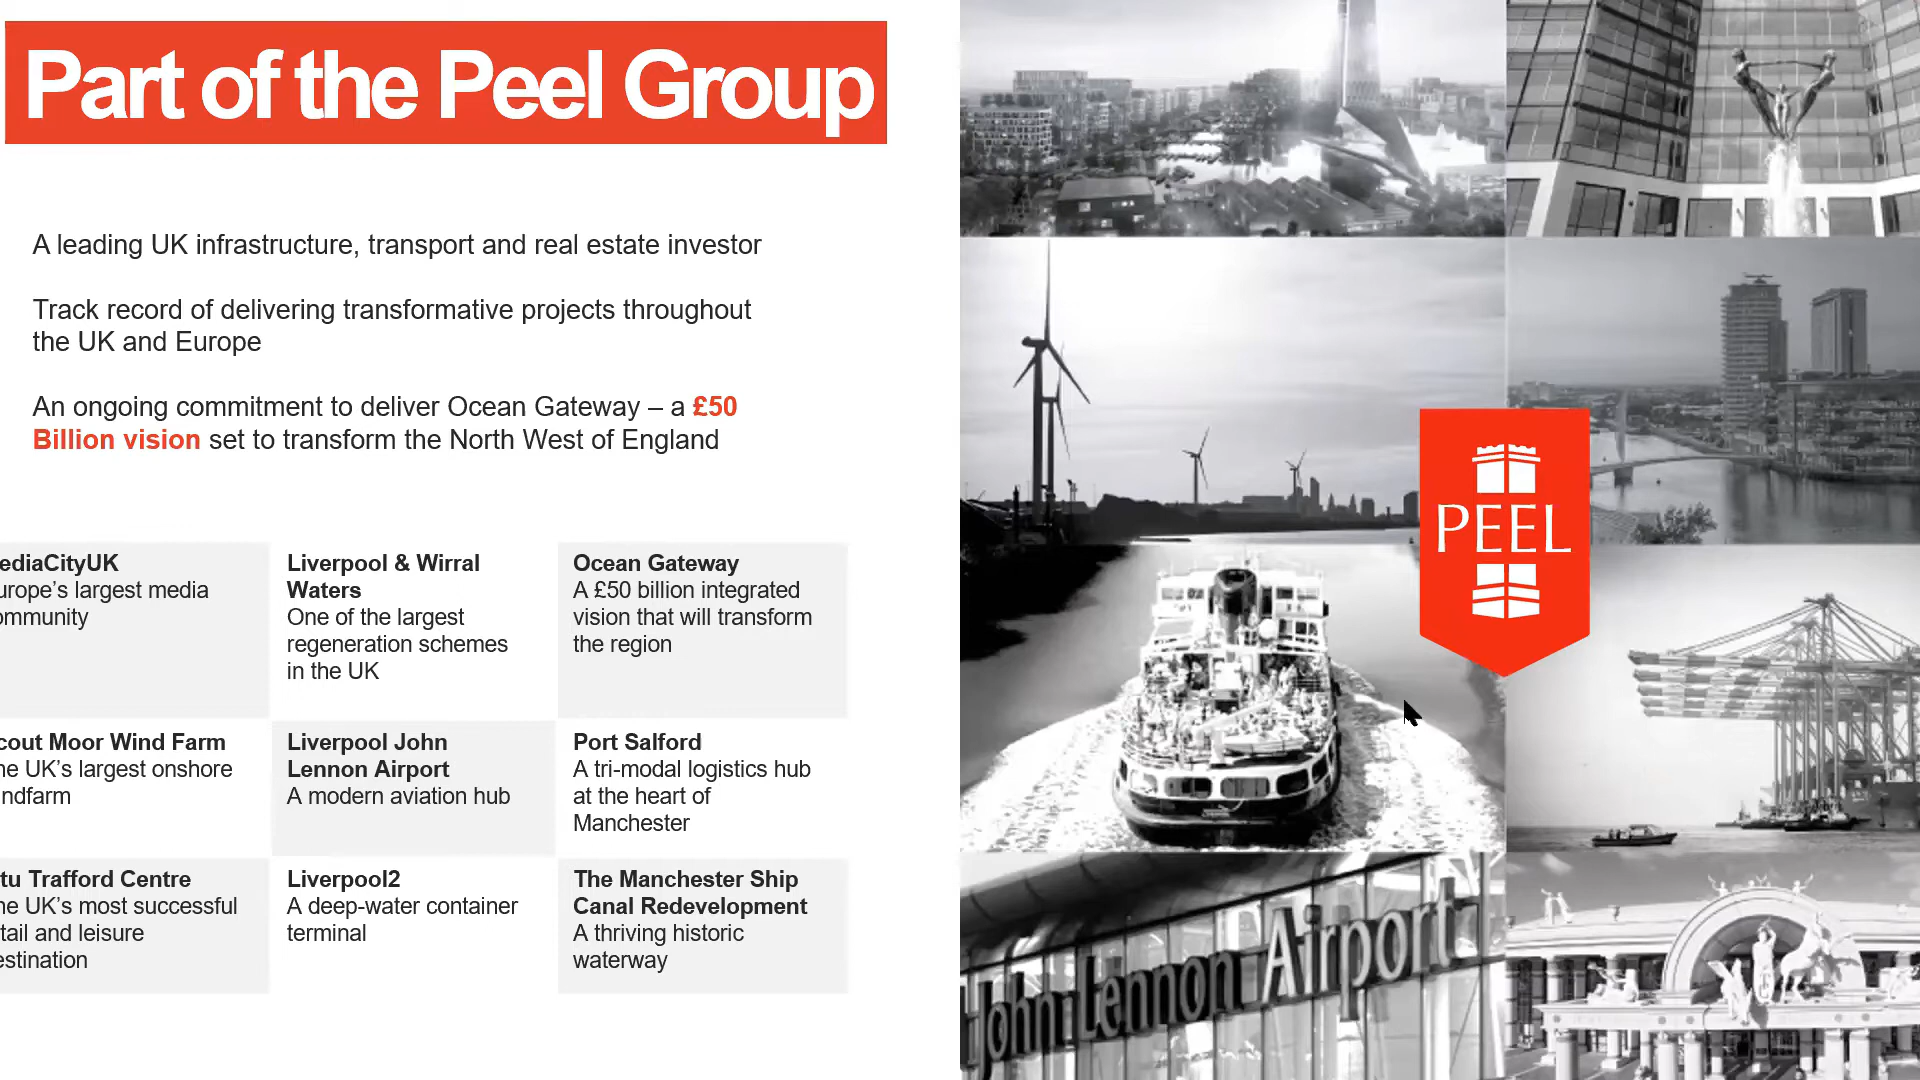 Part of the Peel Group
A leading UK infrastructure, transport and real estate investor
Track record of delivering transformative projects throughout
the UK and Europe
An ongoing commitment to deliver Ocean Gateway – a £50
Billion vision set to transform the North West of England
ediaCityUK
urope's largest media
ommunity
Liverpool & Wirral
Waters
One of the largest
regeneration schemes
in the UK
Ocean Gateway
A £50 billion integrated
vision that will transform
the region
cout Moor Wind Farm
he UK's largest onshore
ndfarm
Liverpool John
Lennon Airport
A modern aviation hub
Port Salford
A tri-modal logistics hub
at the heart of
Manchester
tu Trafford Centre
he UK's most successful
tail and leisure
estination
Liverpool2
A deep-water container
terminal
The Manchester Ship
Canal Redevelopment
A thriving historic
waterway
PEEL
John Lennon Airport